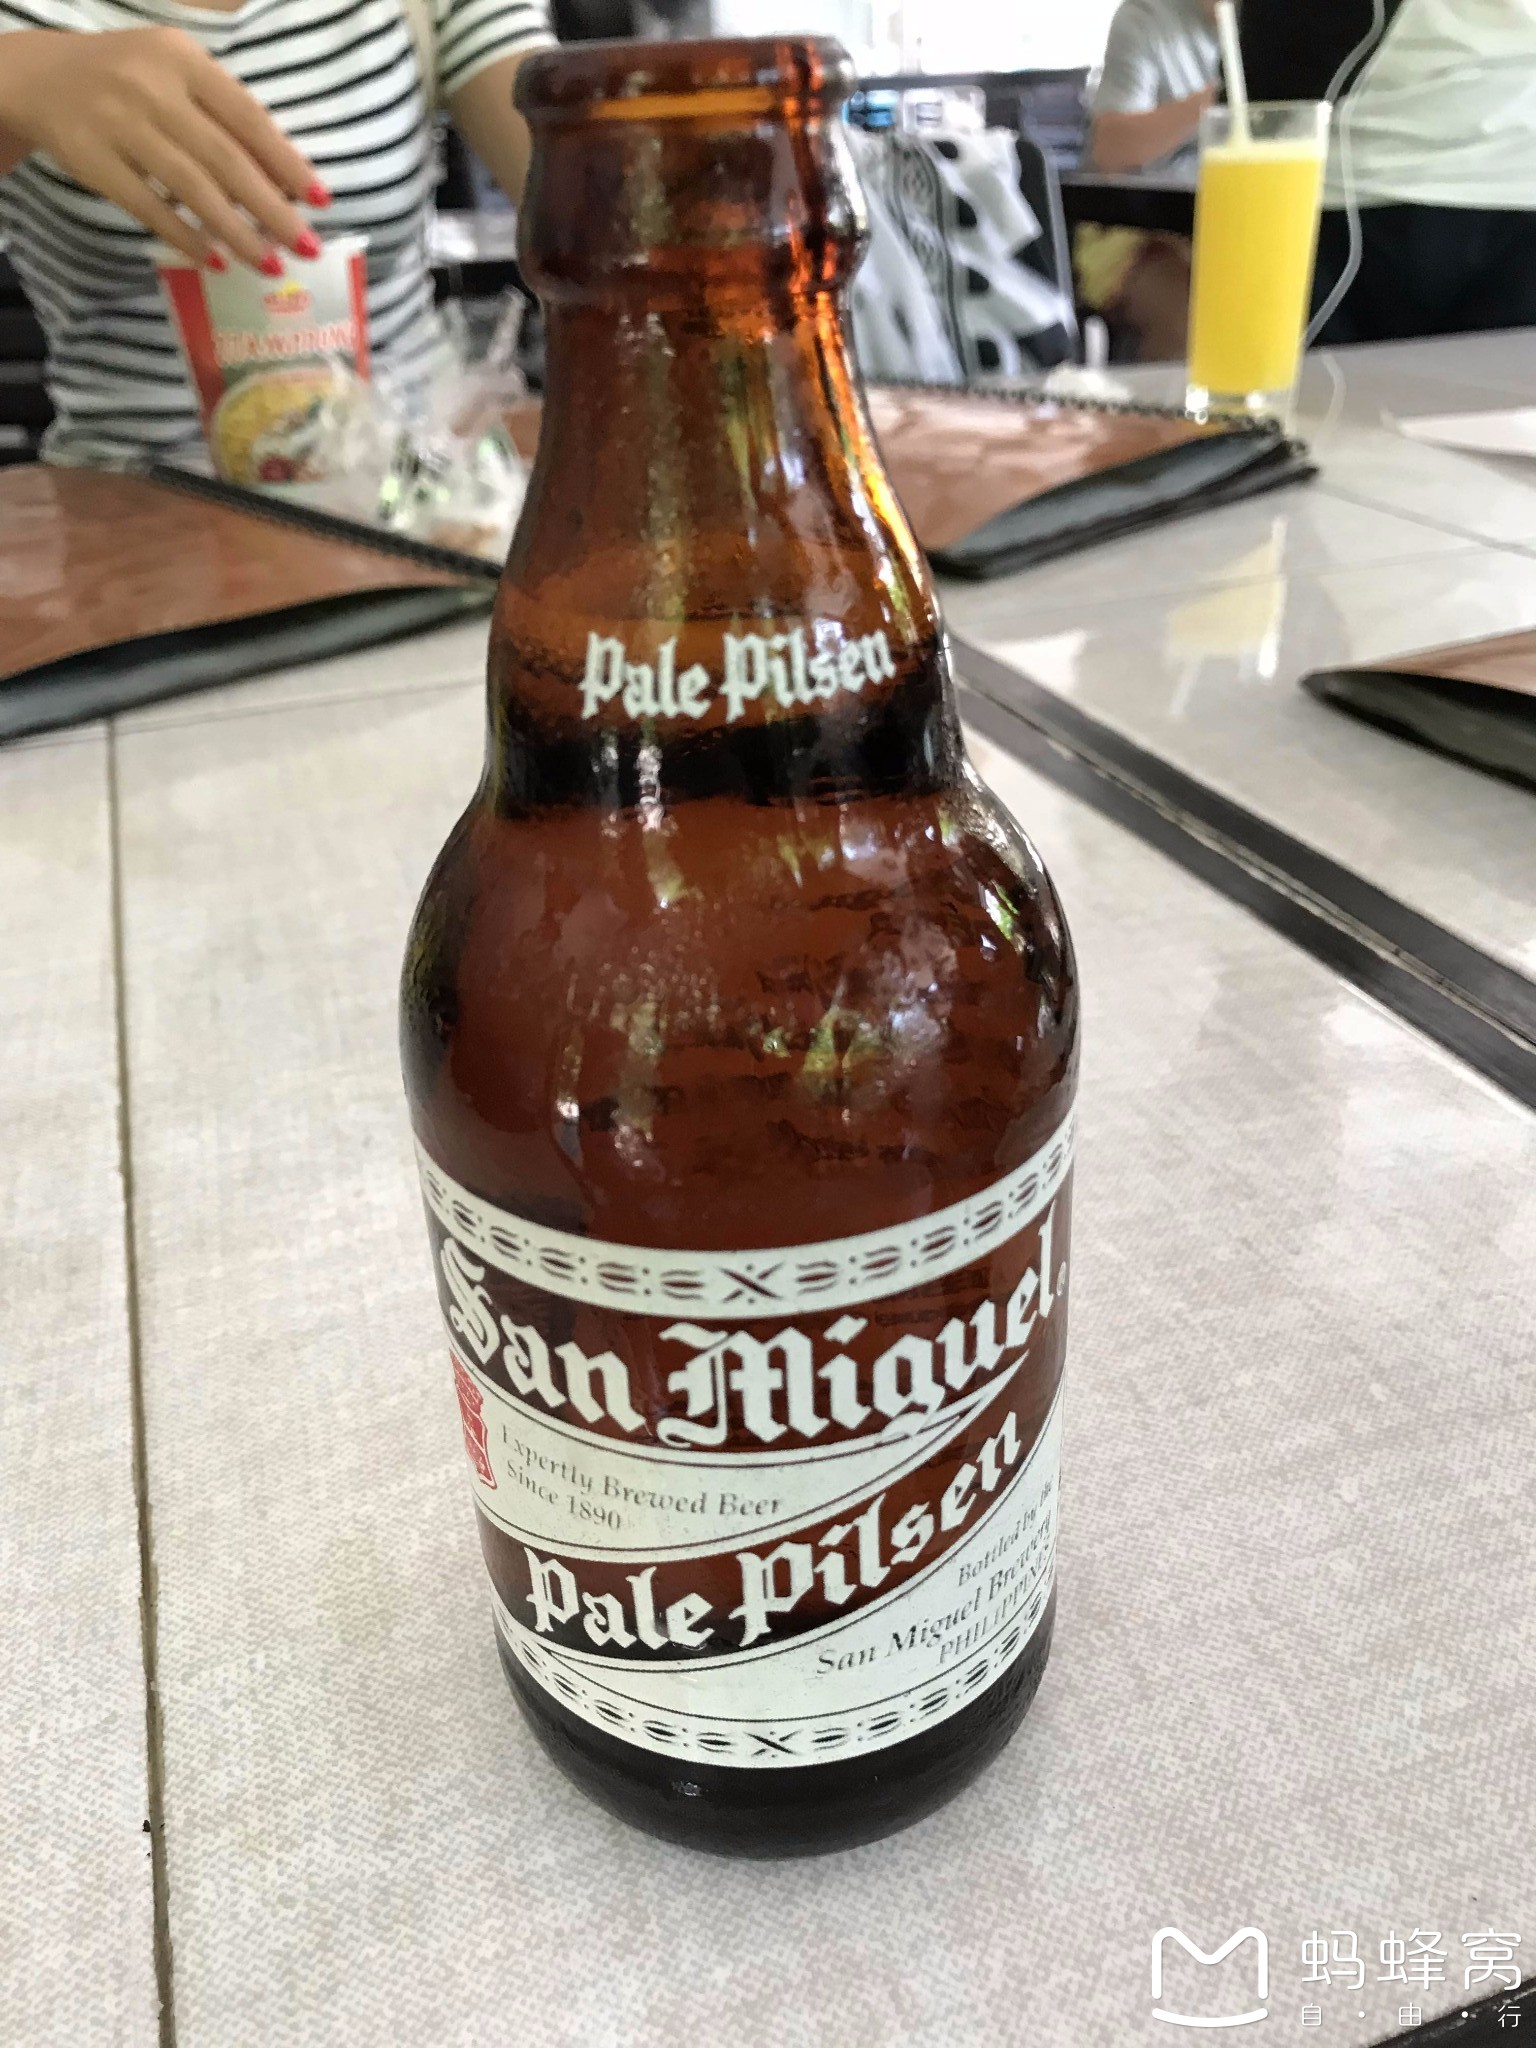 Pale Pilsen
San Miguel
Expertly Brewed Beer
Since 1890
Pale Pilsen
Bottled by the
San Miguel Brewery
PHILIPPINES
蚂蜂窝
自·由·行